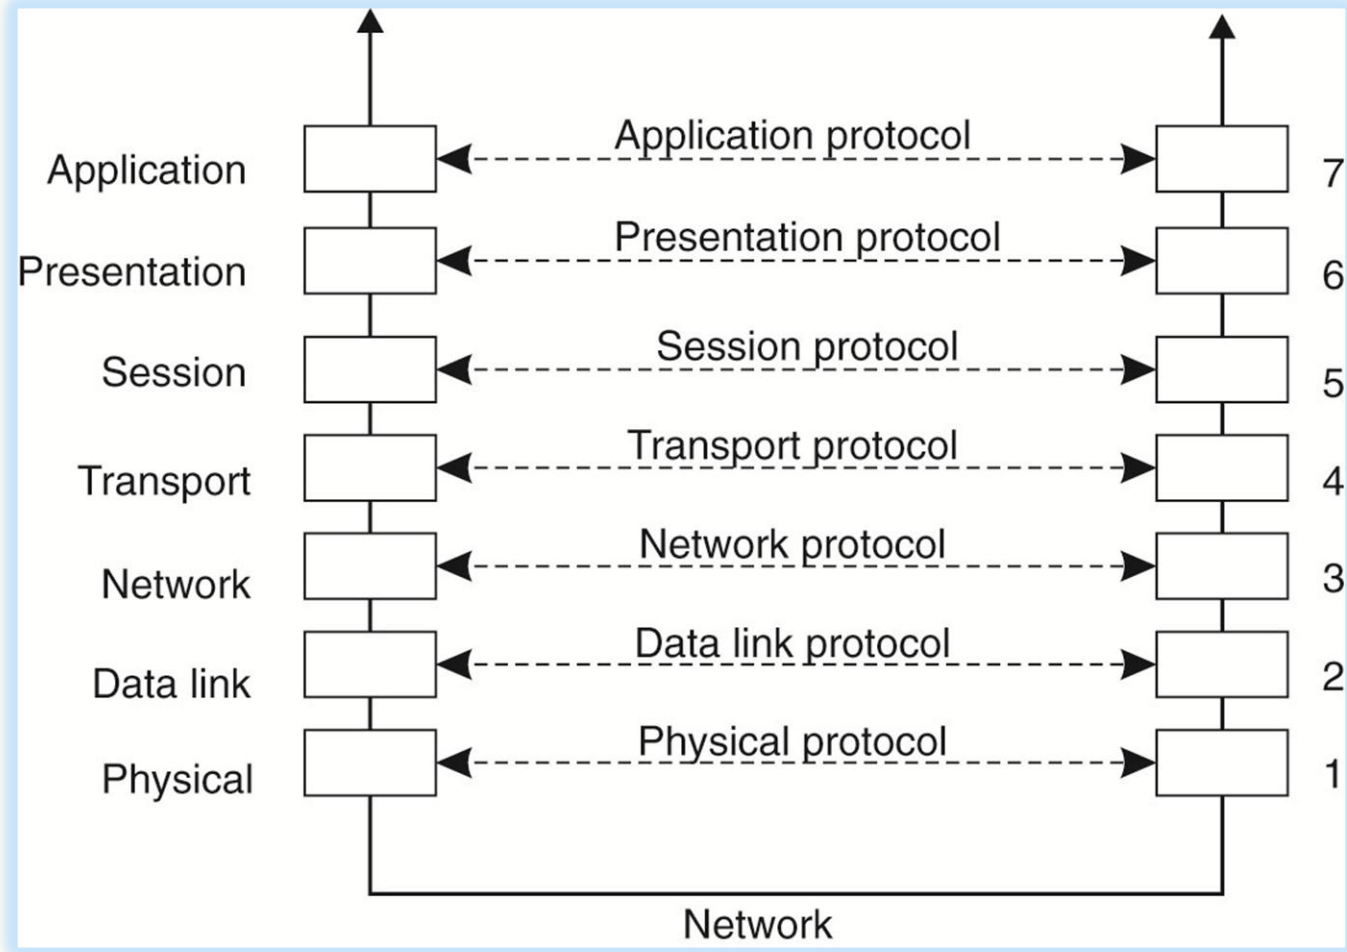 Application protocol
Application
7
Presentation protocol
Presentation
6
Session protocol
Session
5
Transport protocol
Transport
4
Network protocol
Network
3
Data link protocol
Data link
2
Physical protocol
Physical
1
Network